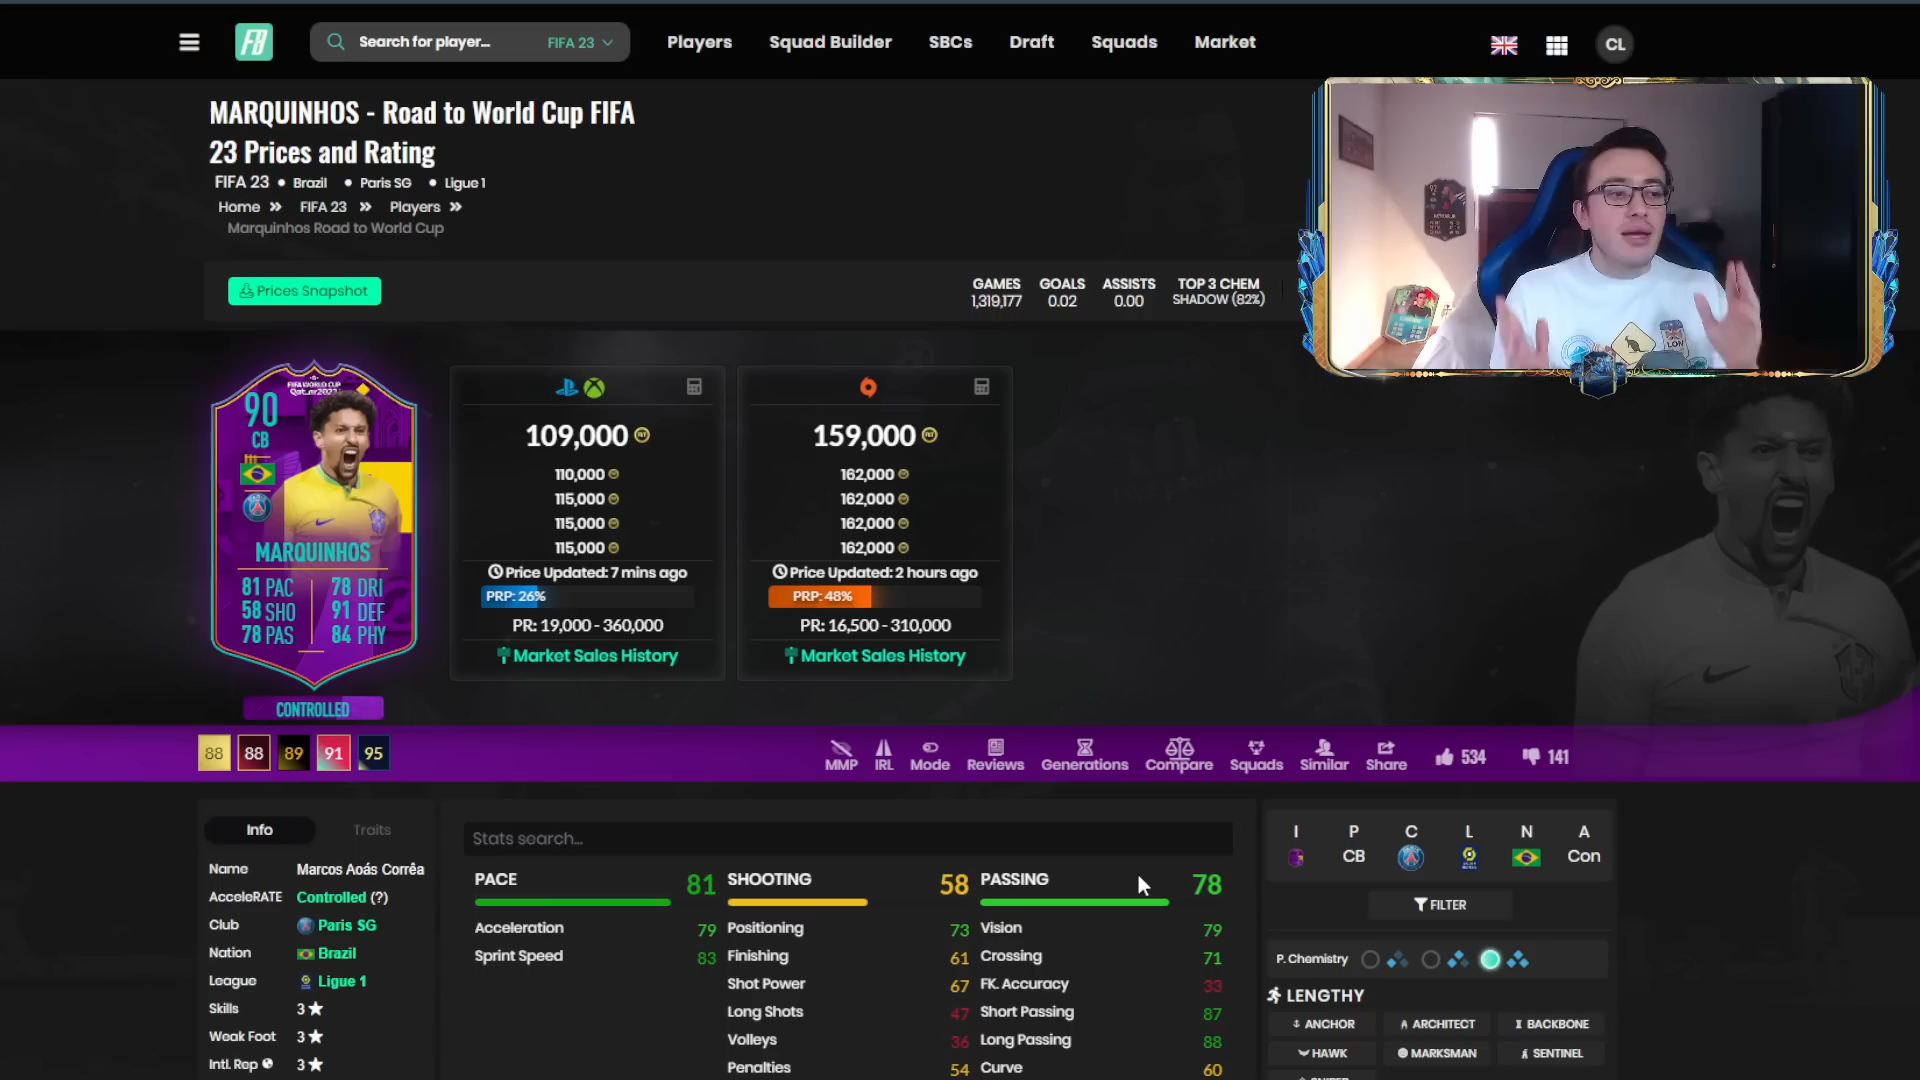 FB
Search for player...
FIFA 23
Players
Squad Builder
SBCs
Draft
Squads
Market
CL
MARQUINHOS - Road to World Cup FIFA
23 Prices and Rating
FIFA 23 • Brazil • Paris SG • Ligue 1
Home » FIFA 23 » Players »
Marquinhos Road to World Cup
Prices Snapshot
GAMES
1,319,177
GOALS
0.02
ASSISTS
0.00
TOP 3 CHEM
SHADOW (82%)
LON
FIFA WORLD CUP
Qatar2022
90
CB
MARQUINHOS
81 PAC 78 DRI
58 SHO 91 DEF
78 PAS 84 PHY
CONTROLLED
109,000
110,000
115,000
115,000
115,000
Price Updated: 7 mins ago
PRP: 26%
PR: 19,000 - 360,000
Market Sales History
159,000
162,000
162,000
162,000
162,000
Price Updated: 2 hours ago
PRP: 48%
PR: 16,500 - 310,000
Market Sales History
88 88 89 91 95
MMP
IRL
Mode
Reviews
Generations
Compare
Squads
Similar
Share
534
141
Info
Traits
Name Marcos Aoás Corrêa
AcceleRATE Controlled (?)
Club Paris SG
Nation Brazil
League Ligue 1
Skills 3
Weak Foot 3
Intl. Rep 3
Stats search...
PACE 81
Acceleration 79
Sprint Speed 83
SHOOTING 58
Positioning 73
Finishing 61
Shot Power 67
Long Shots 47
Volleys 36
Penalties 54
PASSING 78
Vision 79
Crossing 71
FK. Accuracy 33
Short Passing 87
Long Passing 88
Curve 60
I P C L N A
CB Con
FILTER
P. Chemistry
LENGTHY
ANCHOR ARCHITECT BACKBONE
HAWK MARKSMAN SENTINEL